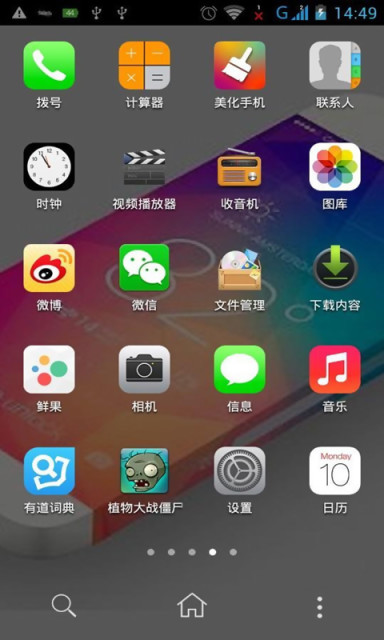 44
G
14:49
拨号
计算器
美化手机
联系人
时钟
视频播放器
收音机
图库
微博
微信
文件管理
下载内容
鲜果
相机
信息
音乐
有道词典
植物大战僵尸
设置
Monday
10
日历